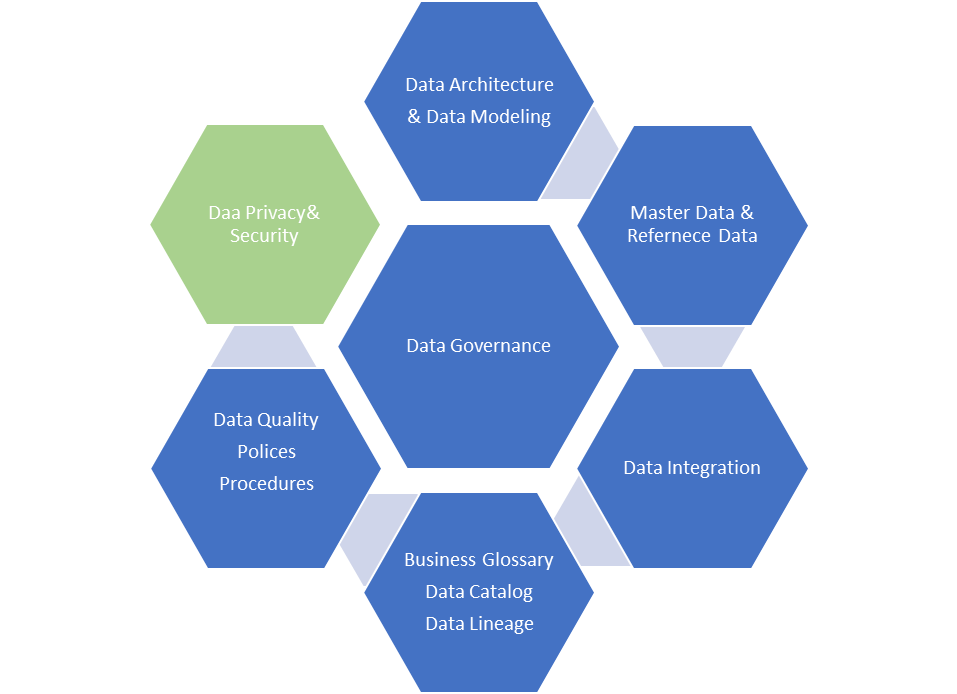 Data Architecture
& Data Modeling
Daa Privacy&
Security
Master Data &
Refernece Data
Data Governance
Data Quality
Polices
Procedures
Data Integration
Business Glossary
Data Catalog
Data Lineage